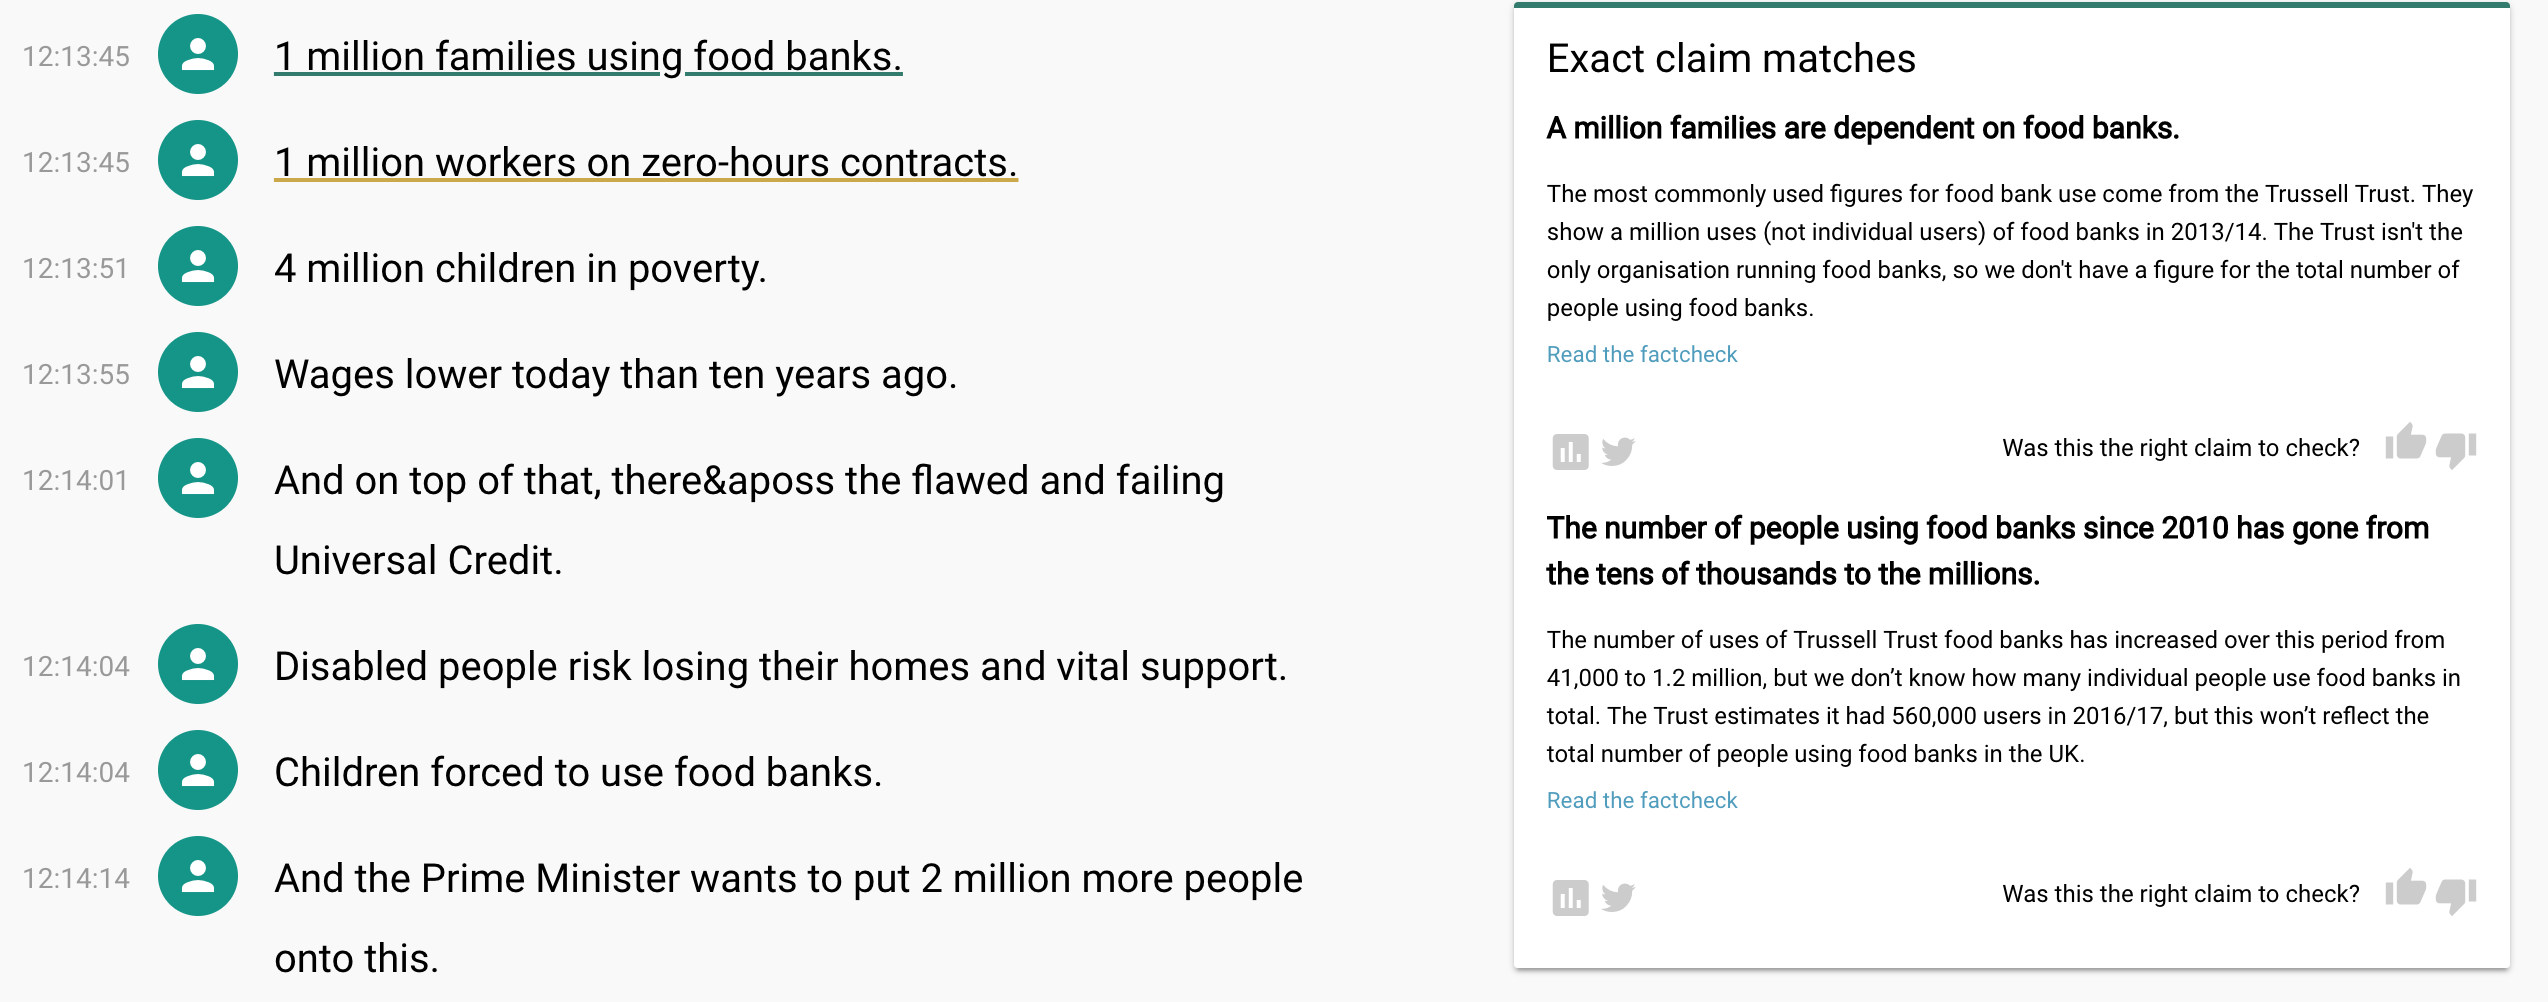 12:13:45 1 million families using food banks.
12:13:45 1 million workers on zero-hours contracts.
12:13:51 4 million children in poverty.
12:13:55 Wages lower today than ten years ago.
12:14:01 And on top of that, there&aposs the flawed and failing
Universal Credit.
12:14:04 Disabled people risk losing their homes and vital support.
12:14:04 Children forced to use food banks.
12:14:14 And the Prime Minister wants to put 2 million more people
onto this.
Exact claim matches
A million families are dependent on food banks.
The most commonly used figures for food bank use come from the Trussell Trust. They
show a million uses (not individual users) of food banks in 2013/14. The Trust isn't the
only organisation running food banks, so we don't have a figure for the total number of
people using food banks.
Read the factcheck
Was this the right claim to check?
The number of people using food banks since 2010 has gone from
the tens of thousands to the millions.
The number of uses of Trussell Trust food banks has increased over this period from
41,000 to 1.2 million, but we don’t know how many individual people use food banks in
total. The Trust estimates it had 560,000 users in 2016/17, but this won’t reflect the
total number of people using food banks in the UK.
Read the factcheck
Was this the right claim to check?